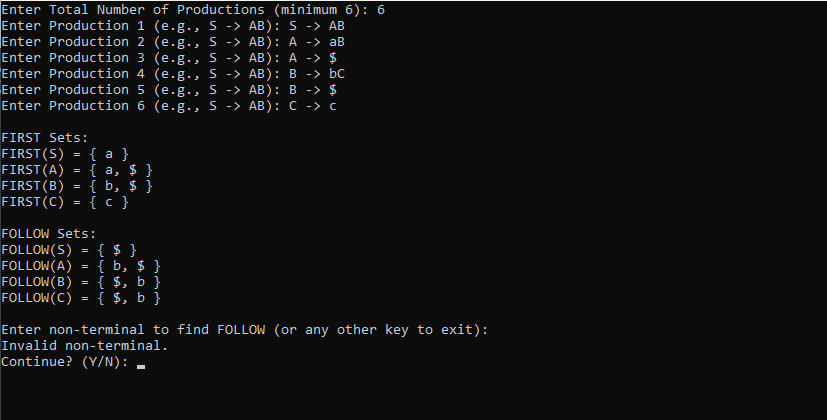 Enter Total Number of Productions (minimum 6): 6
Enter Production 1 (e.g., S -> AB): S -> AB
Enter Production 2 (e.g., S -> AB): A -> aB
Enter Production 3 (e.g., S -> AB): A -> $
Enter Production 4 (e.g., S -> AB): B -> bC
Enter Production 5 (e.g., S -> AB): B -> $
Enter Production 6 (e.g., S -> AB): C -> c
FIRST Sets:
FIRST(S) = { a }
FIRST(A) = { a, $ }
FIRST(B) = { b, $ }
FIRST(C) = { c }
FOLLOW Sets:
FOLLOW(S) = { $ }
FOLLOW(A) = { b, $ }
FOLLOW(B) = { $, b }
FOLLOW(C) = { $, b }
Enter non-terminal to find FOLLOW (or any other key to exit):
Invalid non-terminal.
Continue? (Y/N):